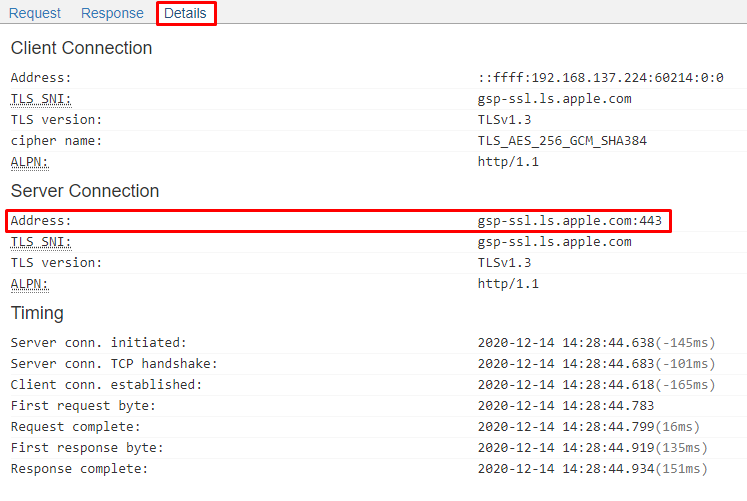 Request Response Details
Client Connection
Address: ::ffff:192.168.137.224:60214:0:0
TLS SNI: gsp-ssl.ls.apple.com
TLS version: TLSv1.3
cipher name: TLS_AES_256_GCM_SHA384
ALPN: http/1.1
Server Connection
Address: gsp-ssl.ls.apple.com:443
TLS SNI: gsp-ssl.ls.apple.com
TLS version: TLSv1.3
ALPN: http/1.1
Timing
Server conn. initiated: 2020-12-14 14:28:44.638(-145ms)
Server conn. TCP handshake: 2020-12-14 14:28:44.683(-101ms)
Client conn. established: 2020-12-14 14:28:44.618(-165ms)
First request byte: 2020-12-14 14:28:44.783
Request complete: 2020-12-14 14:28:44.799(16ms)
First response byte: 2020-12-14 14:28:44.919(135ms)
Response complete: 2020-12-14 14:28:44.934(151ms)